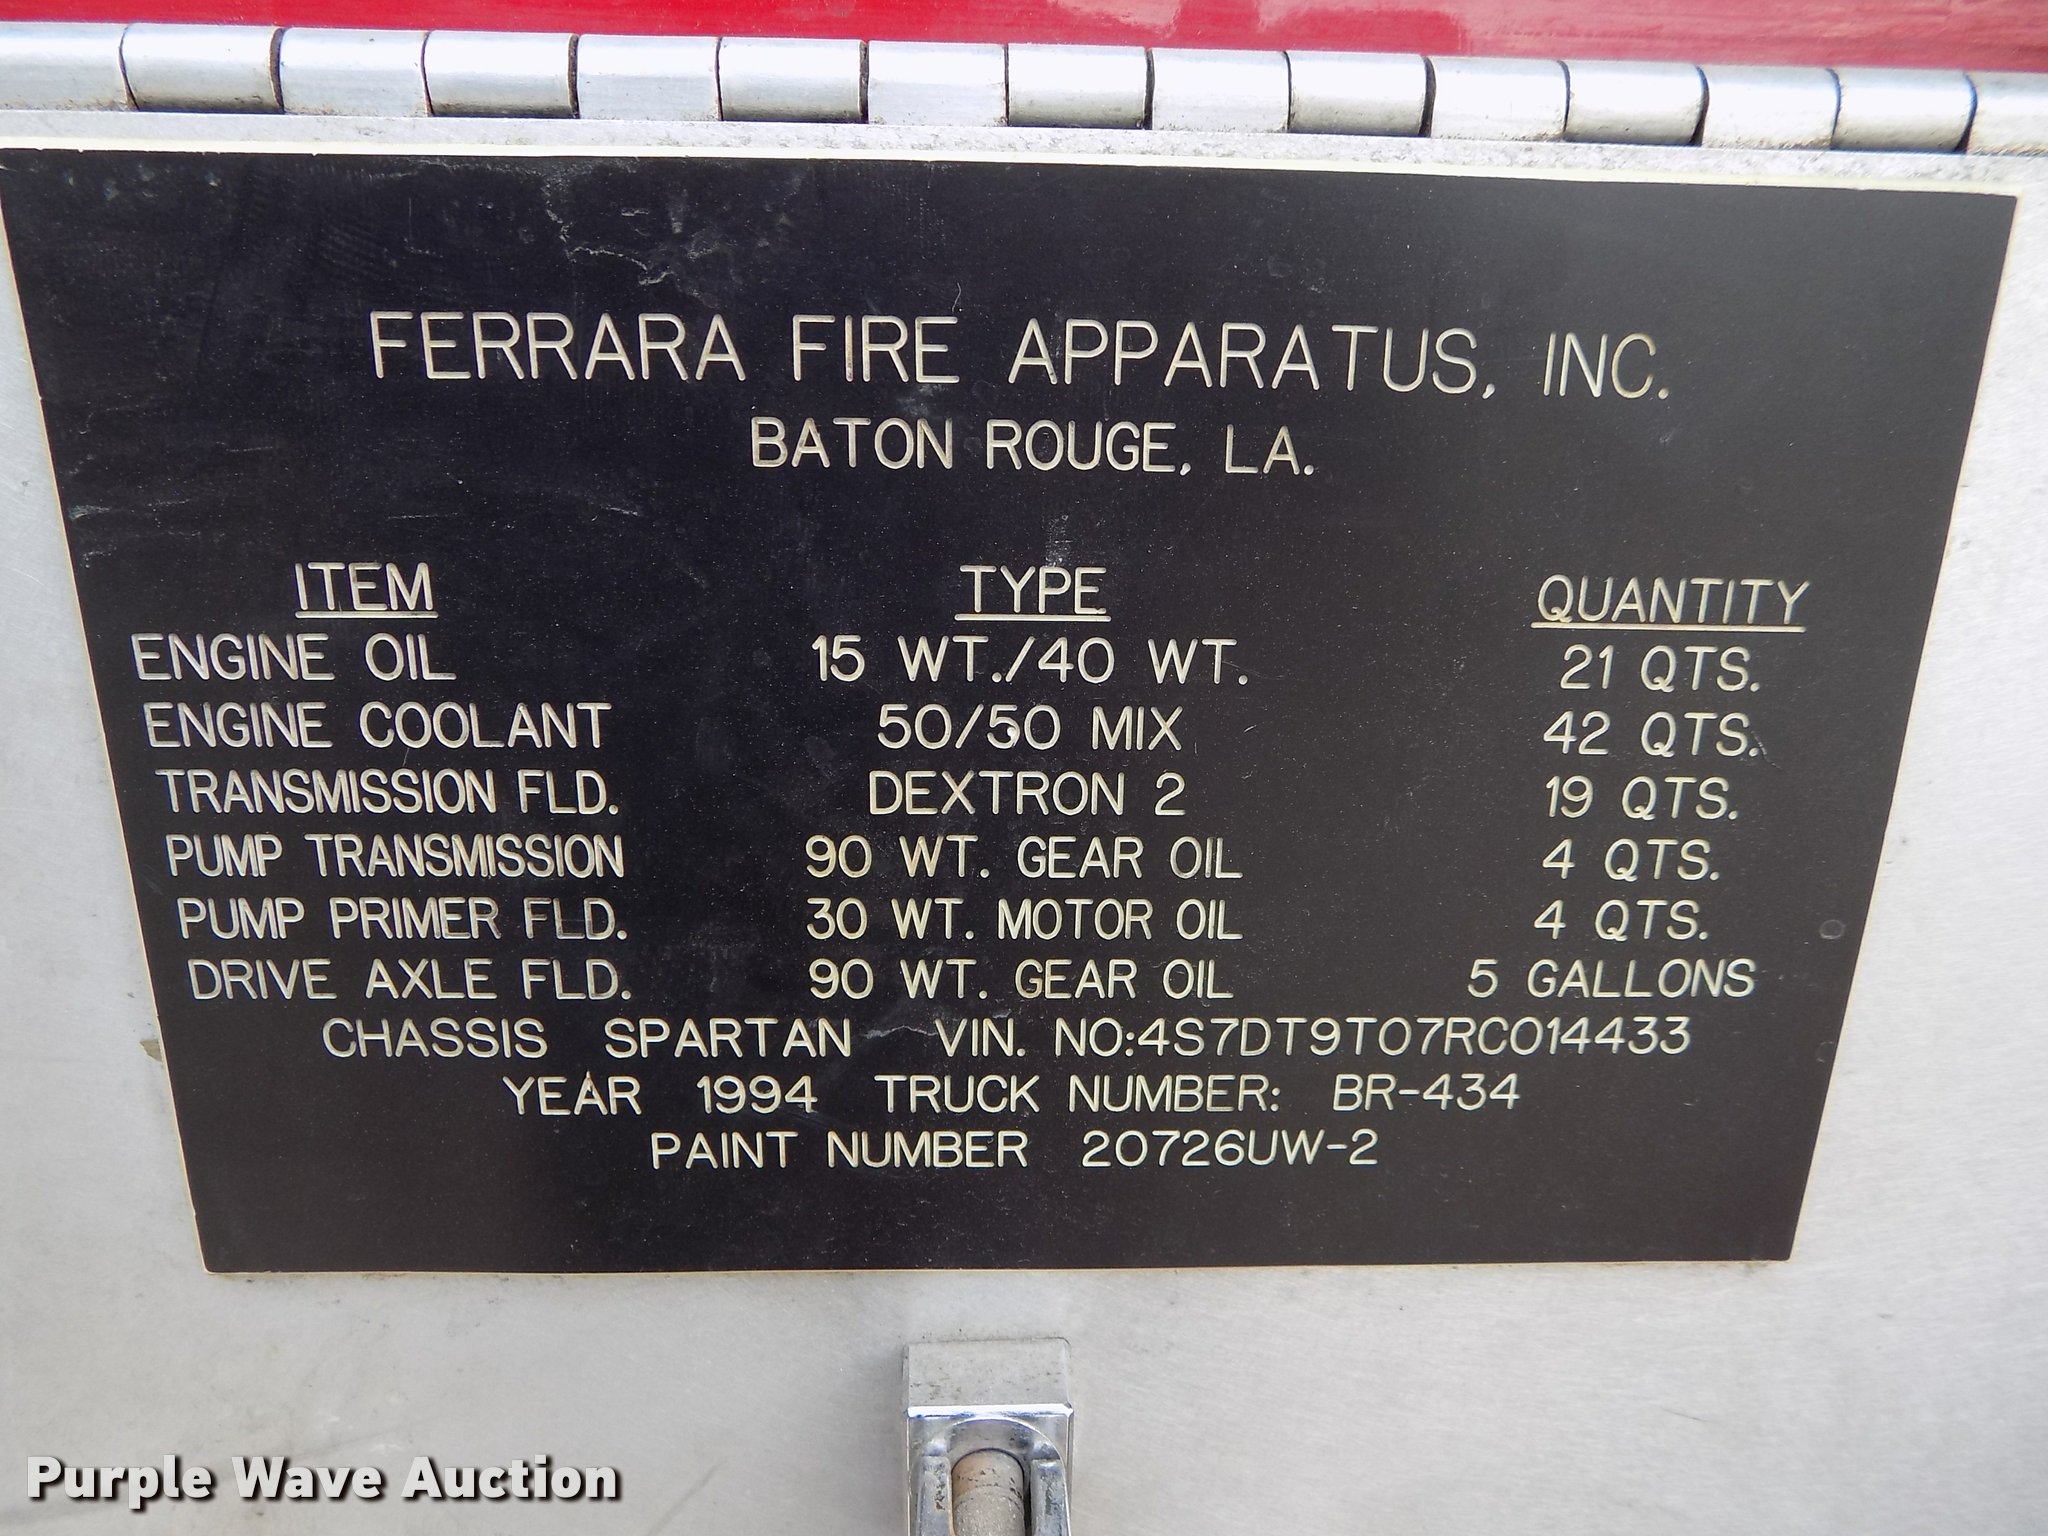 FERRARA FIRE APPARATUS, INC.
BATON ROUGE, LA.
ITEM TYPE QUANTITY
ENGINE OIL 15 WT./40 WT. 21 QTS.
ENGINE COOLANT 50/50 MIX 42 QTS.
TRANSMISSION FLD. DEXTRON 2 19 QTS.
PUMP TRANSMISSION 90 WT. GEAR OIL 4 QTS.
PUMP PRIMER FLD. 30 WT. MOTOR OIL 4 QTS.
DRIVE AXLE FLD. 90 WT. GEAR OIL 5 GALLONS
CHASSIS SPARTAN VIN. NO:4S7DT9T07RC014433
YEAR 1994 TRUCK NUMBER: BR-434
PAINT NUMBER 20726UW-2
Purple Wave Auction